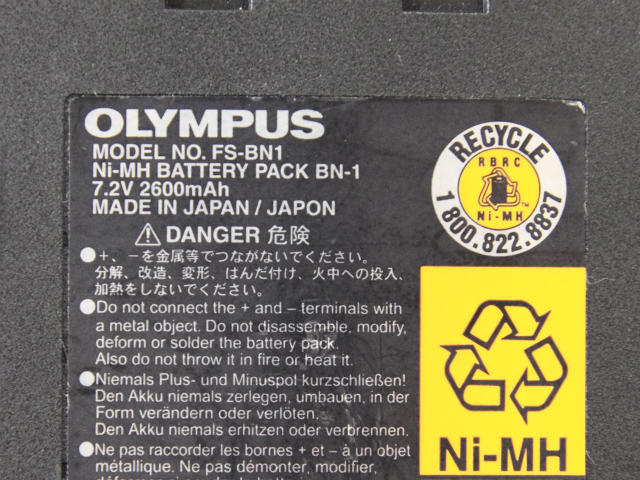 OLYMPUS
MODEL NO. FS-BN1
Ni-MH BATTERY PACK BN-1
7.2V 2600mAh
MADE IN JAPAN / JAPON
⚠ DANGER 危険
●+、−を金属等でつながないでください。
分解、改造、変形、はんだ付け、火中への投入、
加熱をしないでください。
●Do not connect the + and − terminals with
a metal object. Do not disassemble, modify,
deform or solder the battery pack.
Also do not throw it in fire or heat it.
●Niemals Plus- und Minuspol kurzschließen!
Den Akku niemals zerlegen, umbauen, in der
Form verändern oder verlöten.
Den Akku niemals erhitzen oder verbrennen.
●Ne pas raccorder les bornes + et − à un objet
métallique. Ne pas démonter, modifier,
RECYCLE
RBRC
Ni-MH
TM
1.800.822.8837
Ni-MH